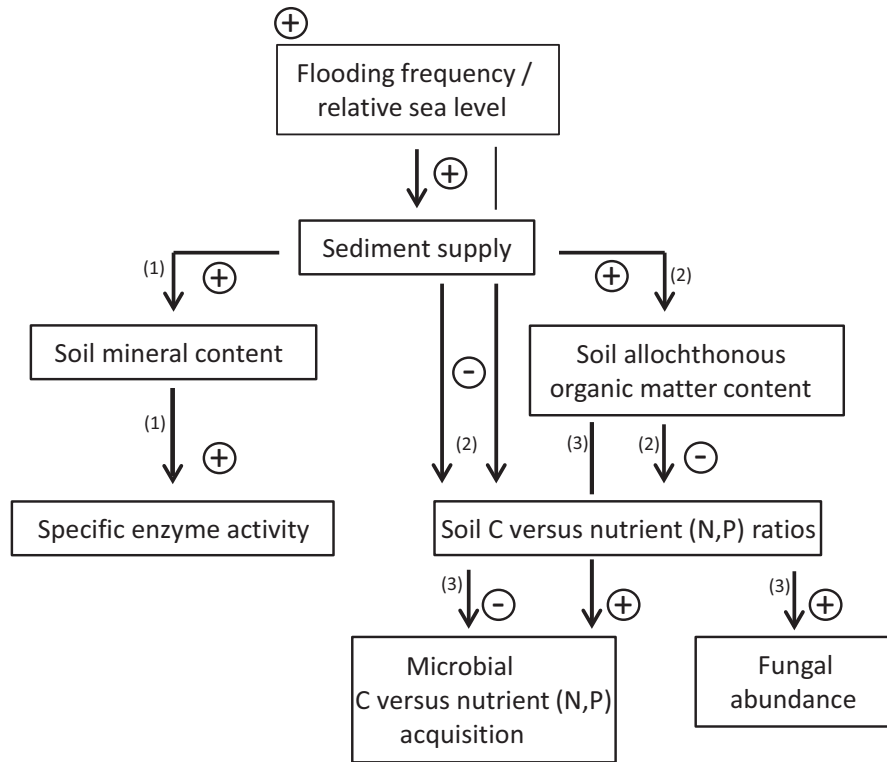 +
Flooding frequency /
relative sea level
+
Sediment supply
(1)
+
+
(2)
Soil mineral content
-
Soil allochthonous
organic matter content
(1)
+
(2)
(3)
(2)
-
Specific enzyme activity
Soil C versus nutrient (N,P) ratios
(3)
-
+
(3)
+
Microbial
C versus nutrient (N,P)
acquisition
Fungal
abundance